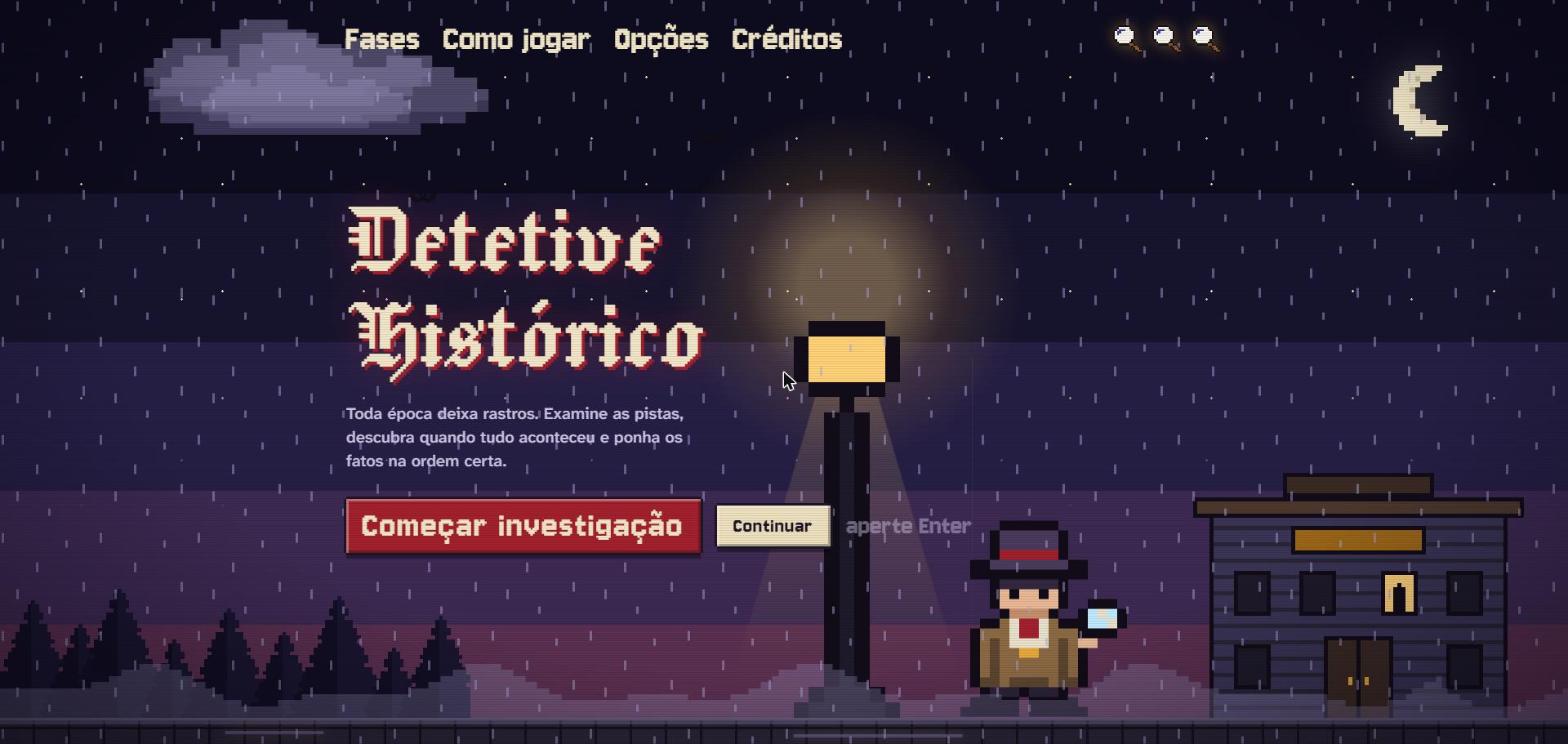 Fases Como jogar Opções Créditos
Detetive
Histórico
Toda época deixa rastros. Examine as pistas,
descubra quando tudo aconteceu e ponha os
fatos na ordem certa.
Começar investigação Continuar aperte Enter